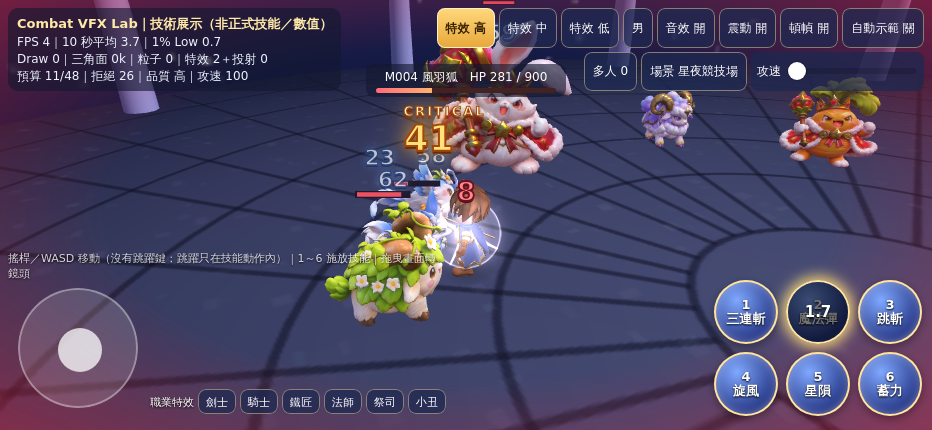 Combat VFX Lab｜技術展示（非正式技能／數值）
FPS 4｜10 秒平均 3.7｜1% Low 0.7
Draw 0｜三角面 0k｜粒子 0｜特效 2＋投射 0
預算 11/48｜拒絕 26｜品質 高｜攻速 100
特效 高
特效 中
特效 低
男
音效 開
震動 開
頓幀 開
自動示範 關
多人 0
場景 星夜競技場
攻速
M004 風羽狐 HP 281 / 900
CRITICAL
41
23
38
62
8
搖桿／WASD 移動（沒有跳躍鍵；跳躍只在技能動作內）｜1～6 施放技能｜拖曳畫面轉
鏡頭
1
三連斬
2
魔法彈
1.7
3
跳斬
4
旋風
5
星隕
6
蓄力
職業特效
劍士
騎士
鐵匠
法師
祭司
小丑